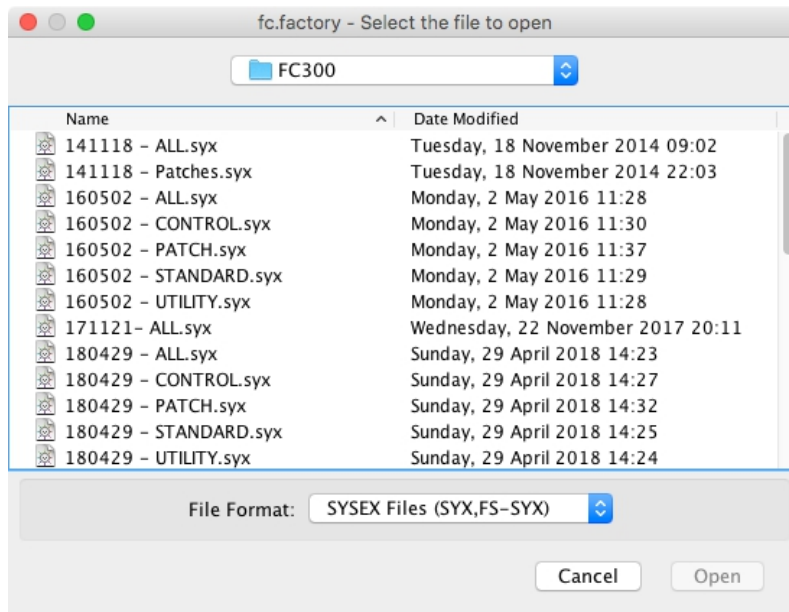 fc.factory - Select the file to open
FC300
Name Date Modified
141118 – ALL.syx Tuesday, 18 November 2014 09:02
141118 – Patches.syx Tuesday, 18 November 2014 22:03
160502 – ALL.syx Monday, 2 May 2016 11:28
160502 – CONTROL.syx Monday, 2 May 2016 11:30
160502 – PATCH.syx Monday, 2 May 2016 11:37
160502 – STANDARD.syx Monday, 2 May 2016 11:29
160502 – UTILITY.syx Monday, 2 May 2016 11:28
171121– ALL.syx Wednesday, 22 November 2017 20:11
180429 – ALL.syx Sunday, 29 April 2018 14:23
180429 – CONTROL.syx Sunday, 29 April 2018 14:27
180429 – PATCH.syx Sunday, 29 April 2018 14:32
180429 – STANDARD.syx Sunday, 29 April 2018 14:25
180429 – UTILITY.syx Sunday, 29 April 2018 14:24
File Format: SYSEX Files (SYX,FS–SYX)
Cancel Open